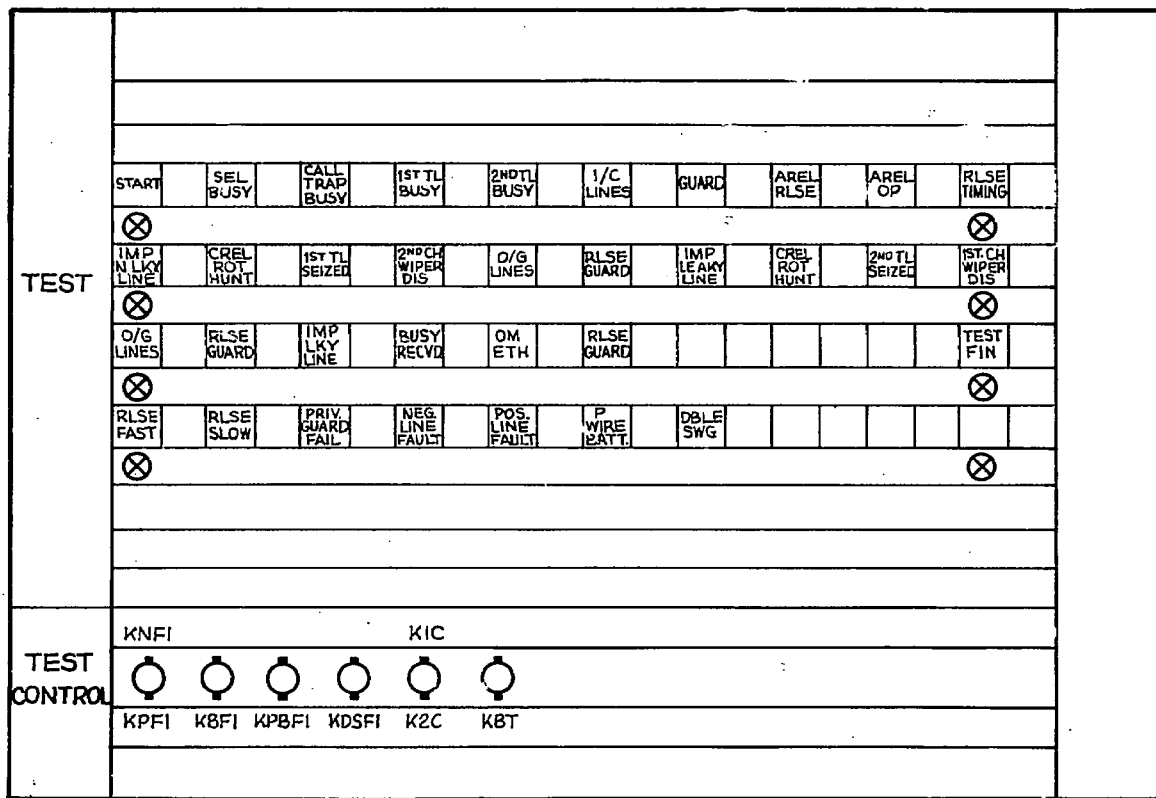 START
SEL
BUSY
CALL
TRAP
BUSY
1ST TL
BUSY
2ND TL
BUSY
I/C
LINES
GUARD
AREL
RLSE
AREL
OP
RLSE
TIMING
TEST
IMP
N LKY
LINE
CREL
ROT
HUNT
1ST TL
SEIZED
2ND CH
WIPER
DIS
O/G
LINES
RLSE
GUARD
IMP
LEAKY
LINE
CREL
ROT
HUNT
2ND TL
SEIZED
1ST. CH
WIPER
DIS
O/G
LINES
RLSE
GUARD
IMP
LKY
LINE
BUSY
RECVD
OM
ETH
RLSE
GUARD
TEST
FIN
RLSE
FAST
RLSE
SLOW
PRIV.
GUARD
FAIL
NEG.
LINE
FAULT
POS.
LINE
FAULT
P
WIRE
BATT.
DBLE
SWG
TEST
CONTROL
KNFI KIC
KPFI KBFI KPBFI KDSFI K2C KBT